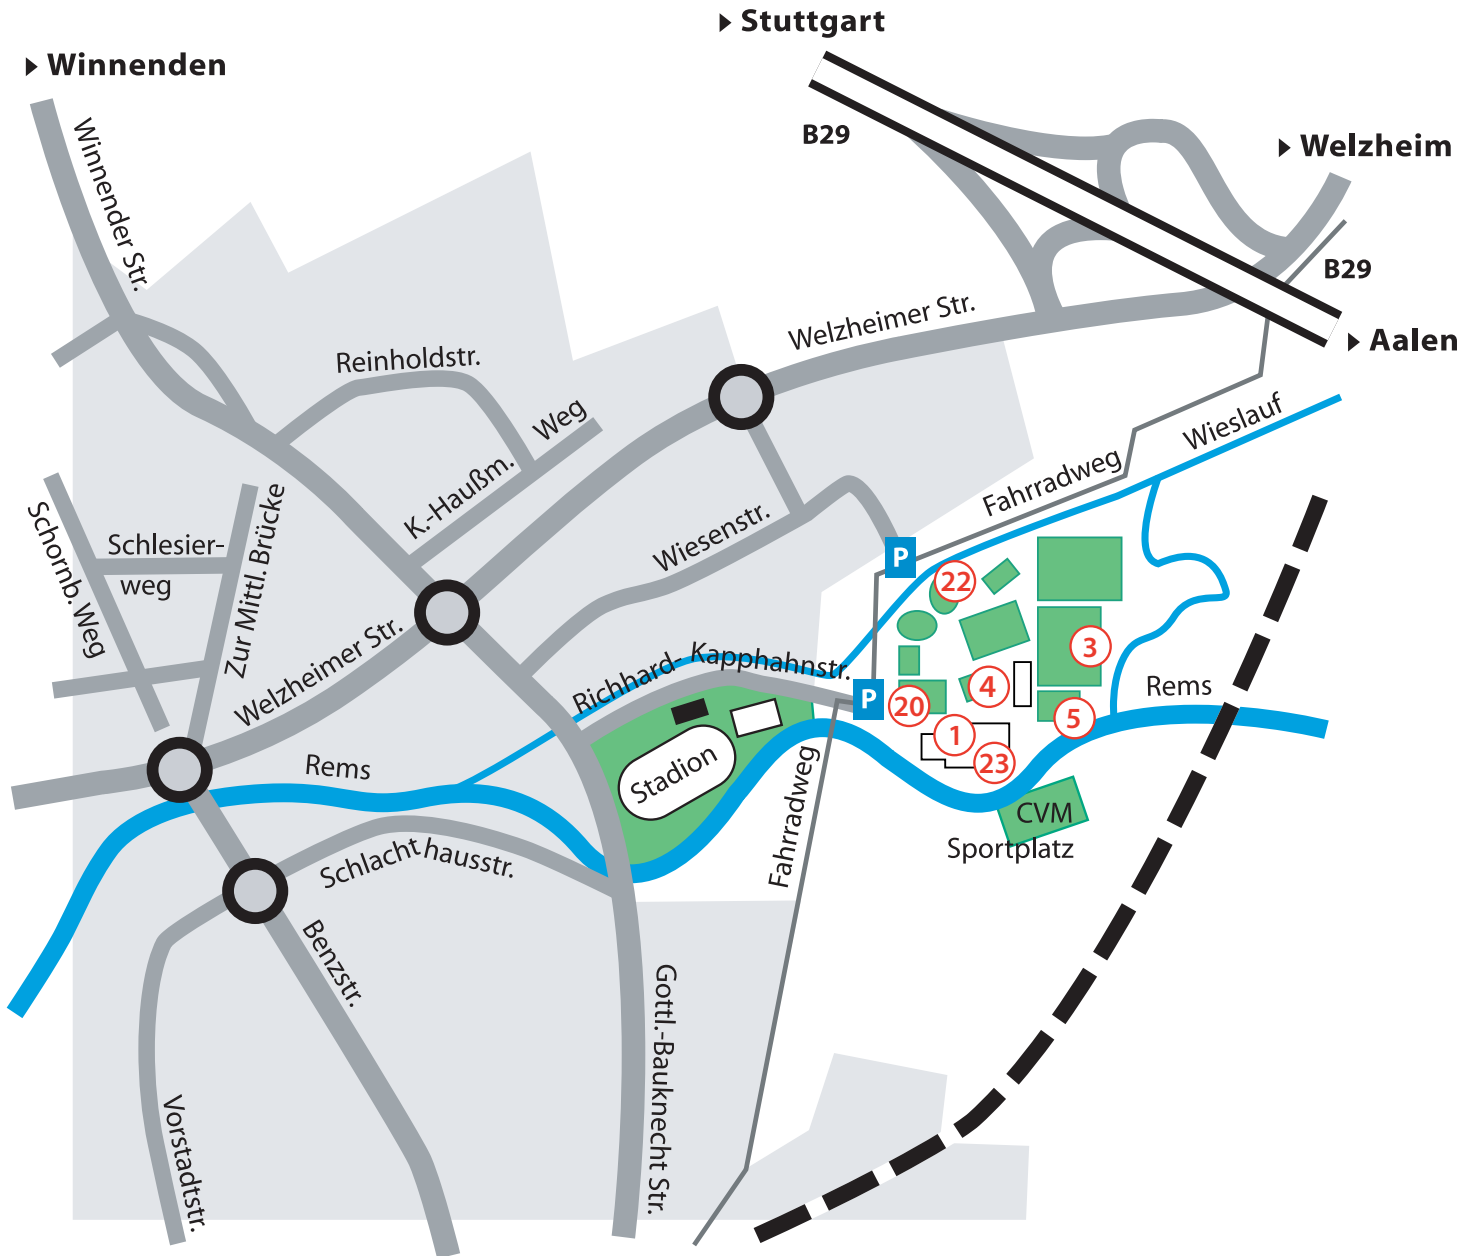 Stuttgart
Winnenden
B29
Welzheim
Winnender Str.
B29
Welzheimer Str.
Aalen
Reinholdstr.
K.-Haußm. Weg
Wieslauf
Fahrradweg
Schornb. Weg
Schlesier-
weg
Zur Mittl. Brücke
Wiesenstr.
P
22
Welzheimer Str.
Richhard- Kapphahnstr.
3
4
P
20
Rems
5
1
23
Rems
Stadion
Fahrradweg
CVM
Sportplatz
Schlacht hausstr.
Benzstr.
Gottl.-Bauknecht Str.
Vorstadtstr.